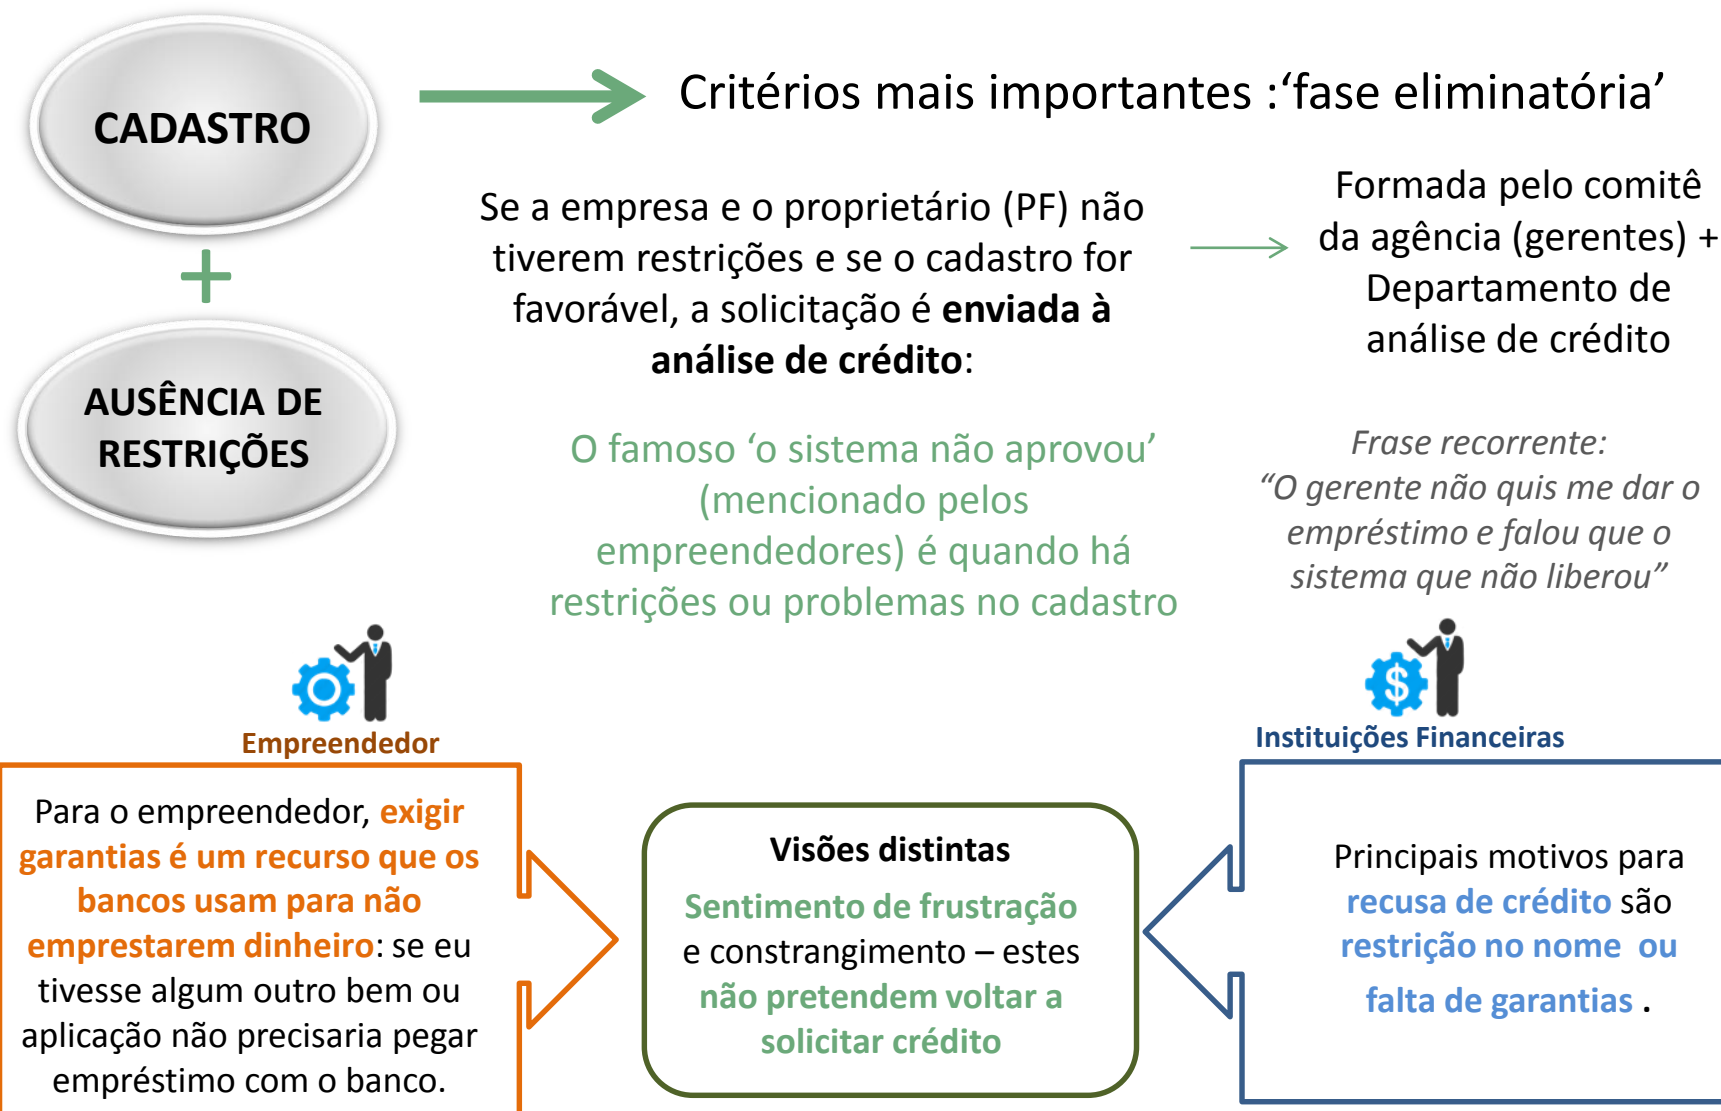 CADASTRO
Critérios mais importantes :‘fase eliminatória’
+
AUSÊNCIA DE
RESTRIÇÕES
Se a empresa e o proprietário (PF) não
tiverem restrições e se o cadastro for
favorável, a solicitação é enviada à
análise de crédito:
Formada pelo comitê
da agência (gerentes) +
Departamento de
análise de crédito
O famoso ‘o sistema não aprovou’
(mencionado pelos
empreendedores) é quando há
restrições ou problemas no cadastro
Frase recorrente:
“O gerente não quis me dar o
empréstimo e falou que o
sistema que não liberou”
Empreendedor
Para o empreendedor, exigir
garantias é um recurso que os
bancos usam para não
emprestarem dinheiro: se eu
tivesse algum outro bem ou
aplicação não precisaria pegar
empréstimo com o banco.
Visões distintas
Sentimento de frustração
e constrangimento – estes
não pretendem voltar a
solicitar crédito
$
Instituições Financeiras
Principais motivos para
recusa de crédito são
restrição no nome  ou
falta de garantias .